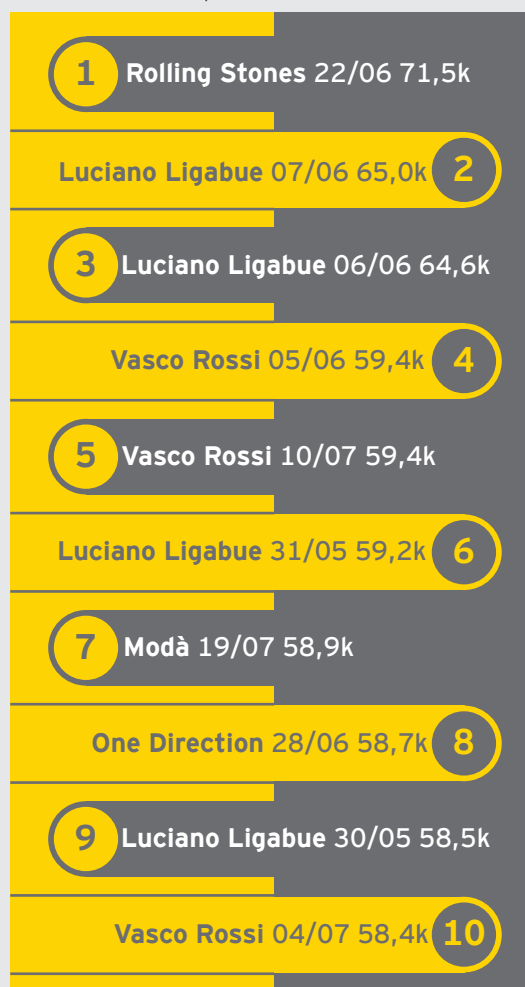 1 Rolling Stones 22/06 71,5k
Luciano Ligabue 07/06 65,0k 2
3 Luciano Ligabue 06/06 64,6k
Vasco Rossi 05/06 59,4k 4
5 Vasco Rossi 10/07 59,4k
Luciano Ligabue 31/05 59,2k 6
7 Modà 19/07 58,9k
One Direction 28/06 58,7k 8
9 Luciano Ligabue 30/05 58,5k
Vasco Rossi 04/07 58,4k 10